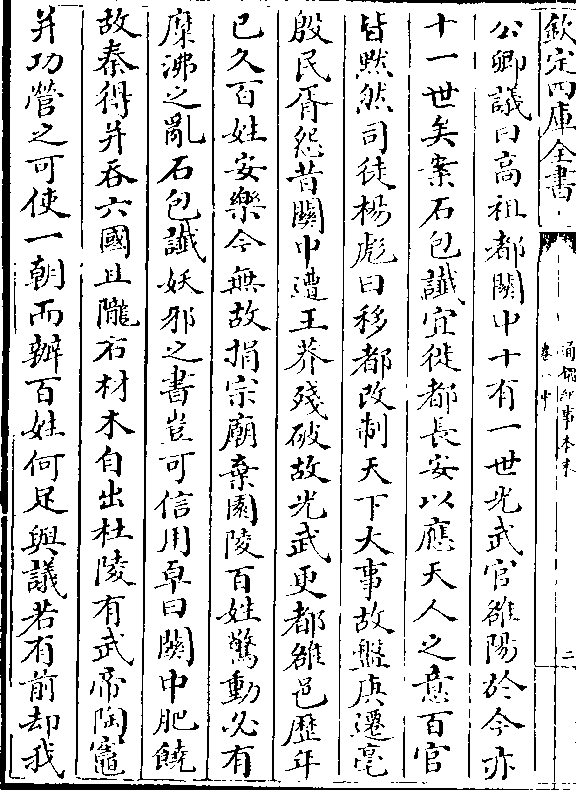 欽定四庫全書
通鑑紀事本末
卷八中
二
公卿議曰高祖都關中十有一世光武宫雒陽於今亦
十一世矣案石包讖宜徙都長安以應天人之意百官
皆黙然司徒楊彪曰移都改制天下大事故盤庚遷亳
殷民胥怨昔關中遭王莽殘破故光武更都雒邑歴年
已久百姓安樂今無故捐宗廟棄園陵百姓驚動必有
糜沸之亂石包讖妖邪之書豈可信用卓曰關中肥饒
故秦得并吞六國且隴右材木自出杜陵有武帝陶竈
并功營之可使一朝而辦百姓何足與議若有前却我